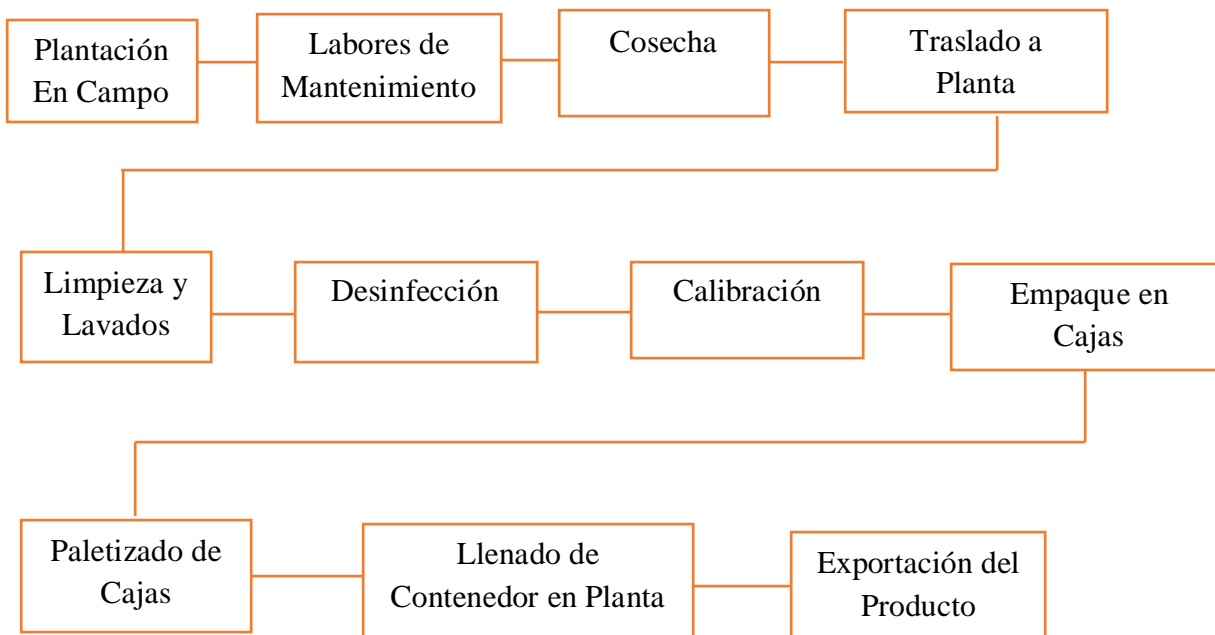 Plantación
En Campo
Labores de
Mantenimiento
Cosecha
Traslado a
Planta
Limpieza y
Lavados
Desinfección
Calibración
Empaque en
Cajas
Paletizado de
Cajas
Llenado de
Contenedor en Planta
Exportación del
Producto